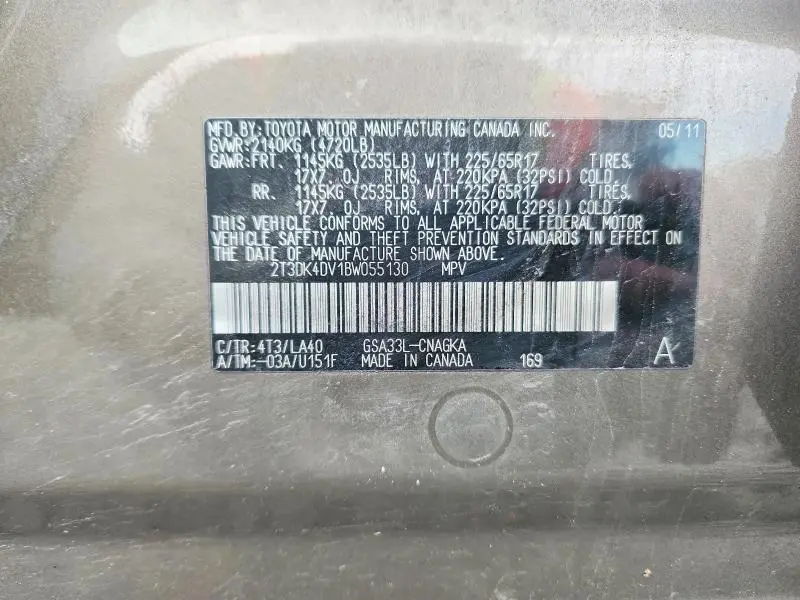 MFD.BY:TOYOTA MOTOR MANUFACTURING CANADA INC. 05/11
GVWR:2140KG (4720LB)
GAWR:FRT. 1145KG (2535LB) WITH 225/65R17 TIRES,
17X7.0J RIMS, AT 220KPA (32PSI) COLD.
RR. 1145KG (2535LB) WITH 225/65R17 TIRES,
17X7.0J RIMS, AT 220KPA (32PSI) COLD.
THIS VEHICLE CONFORMS TO ALL APPLICABLE FEDERAL MOTOR
VEHICLE SAFETY AND THEFT PREVENTION STANDARDS IN EFFECT ON
THE DATE OF MANUFACTURE SHOWN ABOVE.
2T3DK4DV1BW055130 MPV
C/TR:4T3/LA40 GSA33L-CNAGKA
A/TM:-03A/U151F MADE IN CANADA 169 A